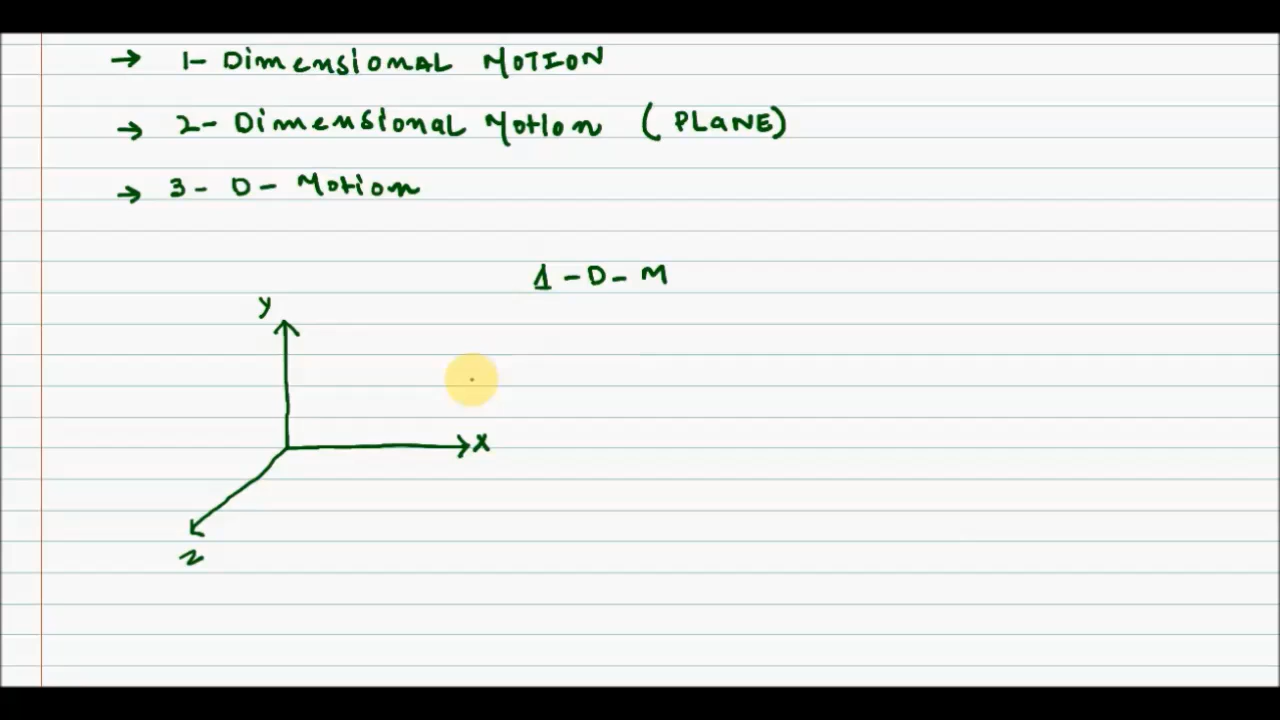 → 1- DimensionAL MOTION
→ 2- Dimensional Motion (PLANE)
→ 3- D- Motion
1-D-M
Y
X
Z